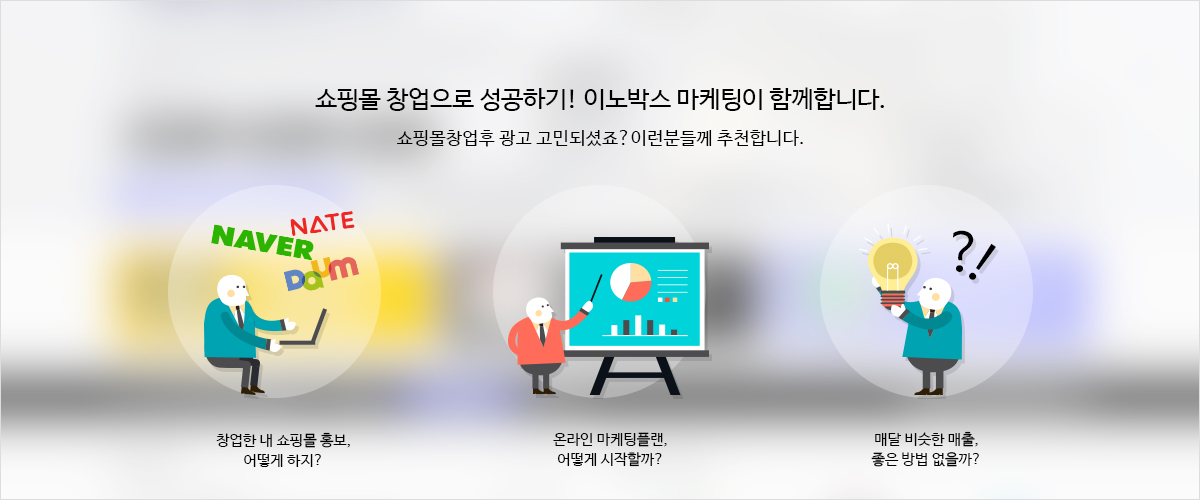 쇼핑몰 창업으로 성공하기! 이노박스 마케팅이 함께합니다.
쇼핑몰창업후 광고 고민되셨죠?이런분들께 추천합니다.
NATE
NAVER
Daum
?!
창업한 내 쇼핑몰 홍보,
어떻게 하지?
온라인 마케팅플랜,
어떻게 시작할까?
매달 비슷한 매출,
좋은 방법 없을까?